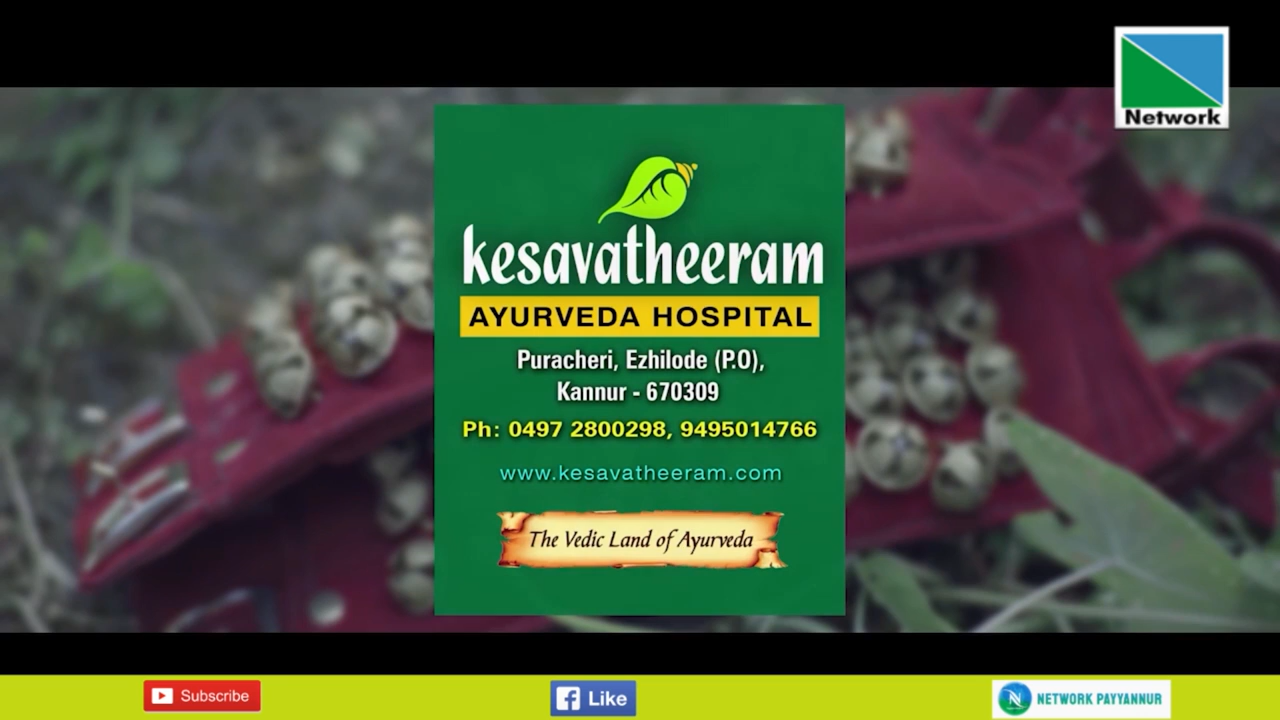 Network
kesavatheeram
AYURVEDA HOSPITAL
Puracheri, Ezhilode (P.O),
Kannur - 670309
Ph: 0497 2800298, 9495014766
www.kesavatheeram.com
The Vedic Land of Ayurveda
Subscribe
Like
N NETWORK PAYYANNUR